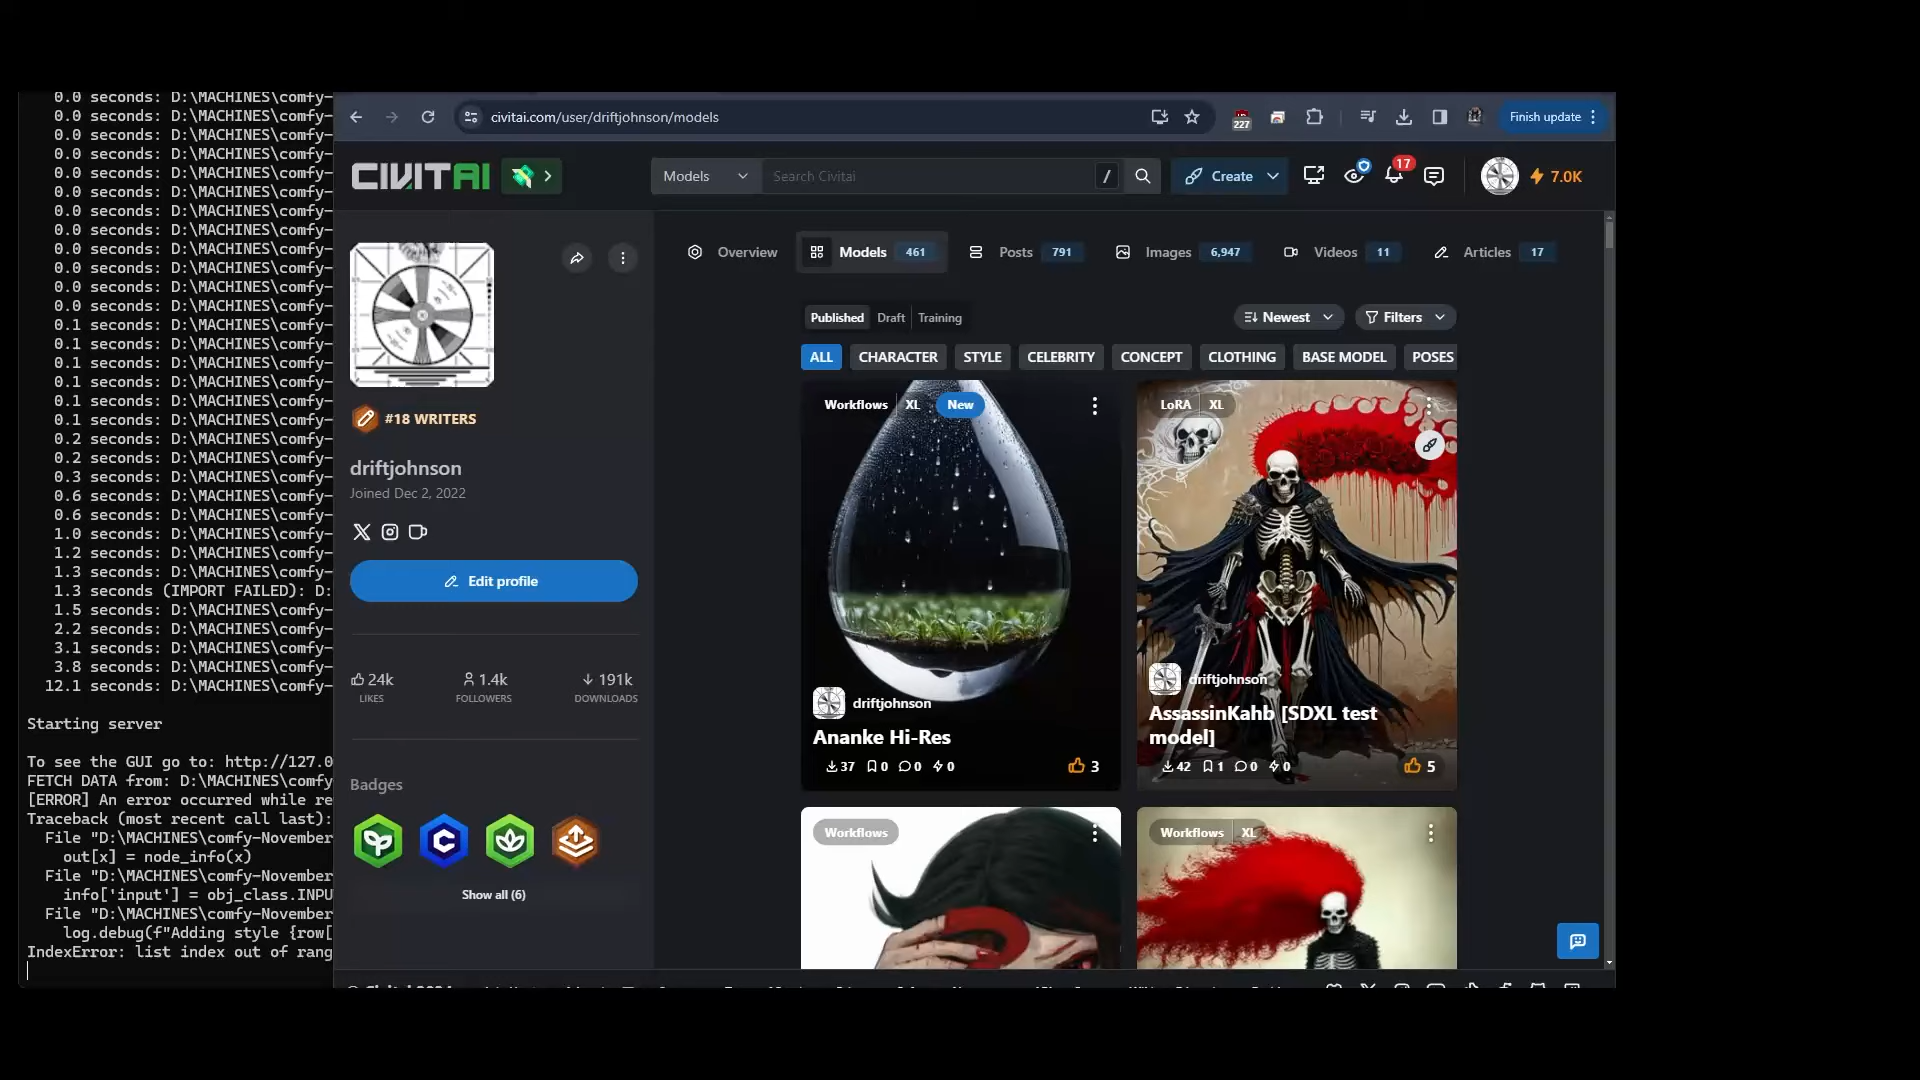 0.0 seconds: D:\MACHINES\comfy-
0.0 seconds: D:\MACHINES\comfy-
0.0 seconds: D:\MACHINES\comfy-
0.0 seconds: D:\MACHINES\comfy-
0.0 seconds: D:\MACHINES\comfy-
0.0 seconds: D:\MACHINES\comfy-
0.0 seconds: D:\MACHINES\comfy-
0.0 seconds: D:\MACHINES\comfy-
0.0 seconds: D:\MACHINES\comfy-
0.0 seconds: D:\MACHINES\comfy-
0.0 seconds: D:\MACHINES\comfy-
0.0 seconds: D:\MACHINES\comfy-
0.1 seconds: D:\MACHINES\comfy-
0.1 seconds: D:\MACHINES\comfy-
0.1 seconds: D:\MACHINES\comfy-
0.1 seconds: D:\MACHINES\comfy-
0.1 seconds: D:\MACHINES\comfy-
0.1 seconds: D:\MACHINES\comfy-
0.2 seconds: D:\MACHINES\comfy-
0.2 seconds: D:\MACHINES\comfy-
0.3 seconds: D:\MACHINES\comfy-
0.6 seconds: D:\MACHINES\comfy-
0.6 seconds: D:\MACHINES\comfy-
1.0 seconds: D:\MACHINES\comfy-
1.2 seconds: D:\MACHINES\comfy-
1.3 seconds: D:\MACHINES\comfy-
1.3 seconds (IMPORT FAILED): D:
1.5 seconds: D:\MACHINES\comfy-
2.2 seconds: D:\MACHINES\comfy-
3.1 seconds: D:\MACHINES\comfy-
3.8 seconds: D:\MACHINES\comfy-
12.1 seconds: D:\MACHINES\comfy-
Starting server
To see the GUI go to: http://127.0
FETCH DATA from: D:\MACHINES\comfy
[ERROR] An error occurred while re
Traceback (most recent call last):
File "D:\MACHINES\comfy-November
out[x] = node_info(x)
File "D:\MACHINES\comfy-November
info['input'] = obj_class.INPU
File "D:\MACHINES\comfy-November
log.debug(f"Adding style {row[
IndexError: list index out of rang
civitai.com/user/driftjohnson/models
227
Finish update
CIVITAI
Models
Search Civitai
/
Create
17
7.0K
#18 WRITERS
driftjohnson
Joined Dec 2, 2022
Edit profile
24k
LIKES
1.4k
FOLLOWERS
191k
DOWNLOADS
Badges
Show all (6)
Overview
Models 461
Posts 791
Images 6,947
Videos 11
Articles 17
Published Draft Training
Newest
Filters
ALL CHARACTER STYLE CELEBRITY CONCEPT CLOTHING BASE MODEL POSES
Workflows XL New
driftjohnson
Ananke Hi-Res
37 0 0 0 3
LoRA XL
driftjohnson
AssassinKahb [SDXL test
model]
42 1 0 0 5
Workflows
Workflows XL